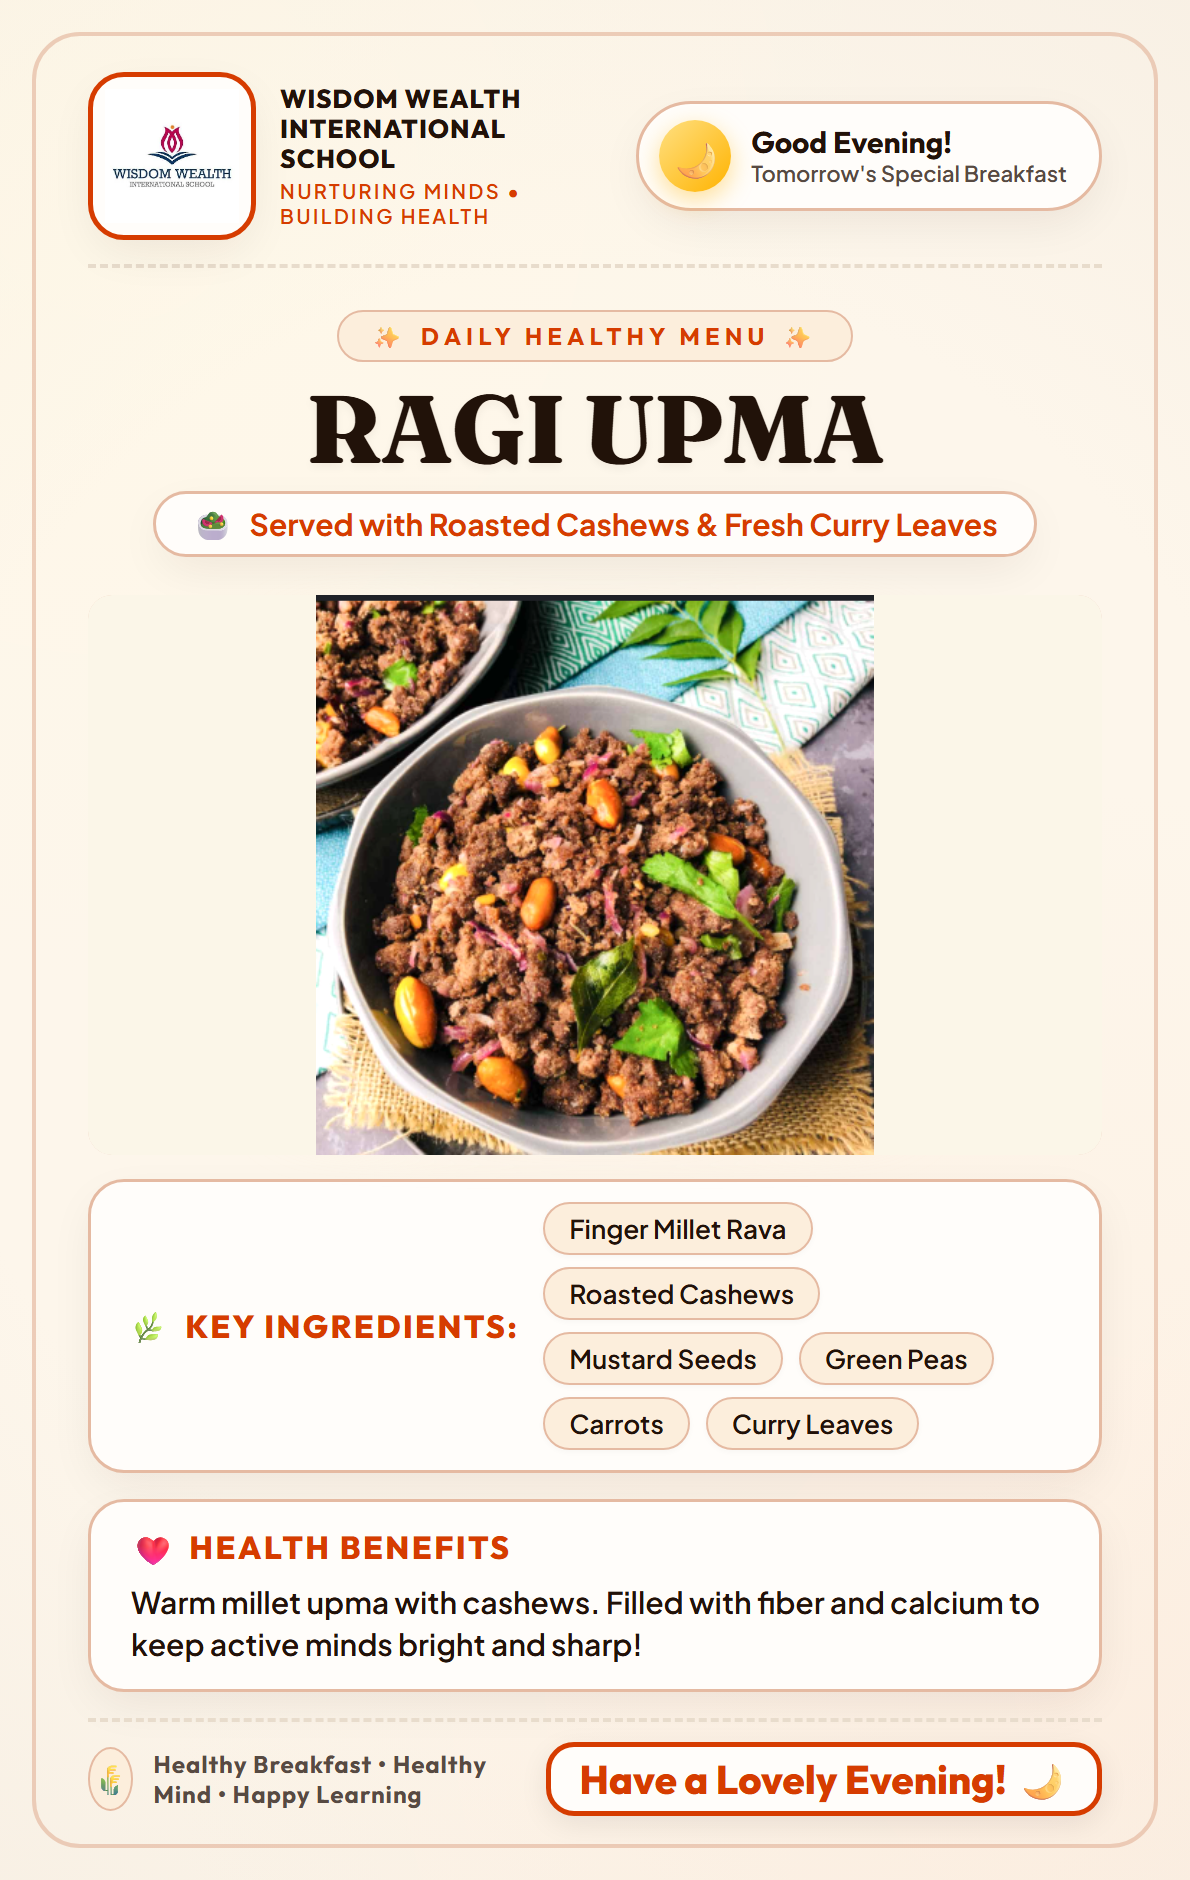 WISDOM WEALTH
INTERNATIONAL SCHOOL
WISDOM WEALTH
INTERNATIONAL
SCHOOL
NURTURING MINDS •
BUILDING HEALTH
Good Evening!
Tomorrow's Special Breakfast
DAILY HEALTHY MENU
RAGI UPMA
Served with Roasted Cashews & Fresh Curry Leaves
KEY INGREDIENTS:
Finger Millet Rava
Roasted Cashews
Mustard Seeds Green Peas
Carrots Curry Leaves
HEALTH BENEFITS
Warm millet upma with cashews. Filled with fiber and calcium to
keep active minds bright and sharp!
Healthy Breakfast • Healthy
Mind • Happy Learning
Have a Lovely Evening!